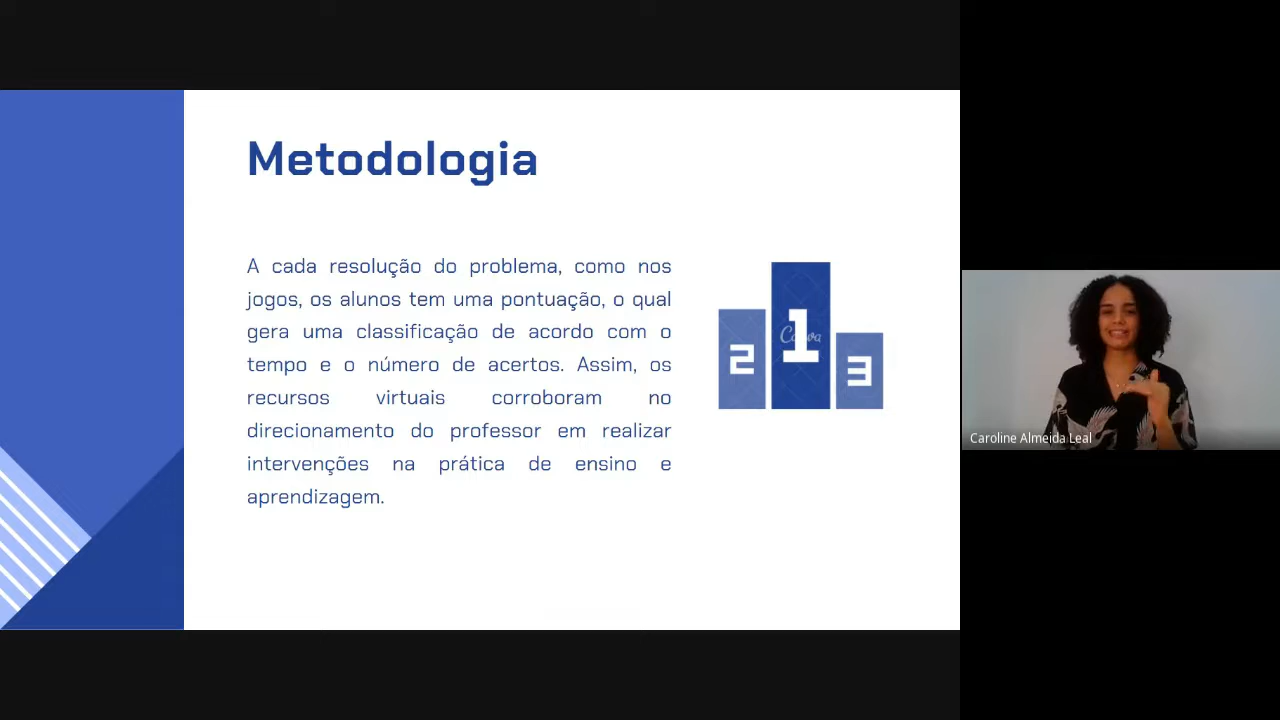 Metodologia
A cada resolução do problema, como nos
jogos, os alunos tem uma pontuação, o qual
gera uma classificação de acordo com o
tempo e o número de acertos. Assim, os
recursos virtuais corroboram no
direcionamento do professor em realizar
intervenções na prática de ensino e
aprendizagem.
2
1
3
Canva
Caroline Almeida Leal